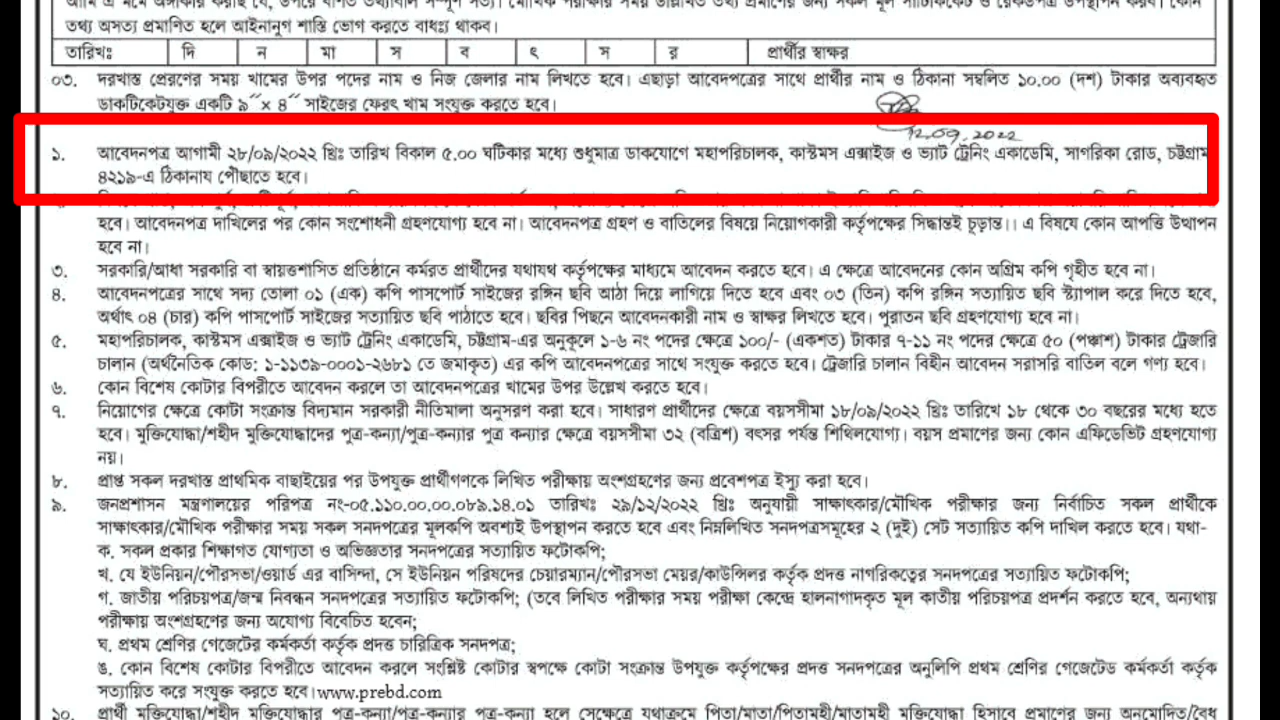 আমি এ মর্মে অঙ্গীকার করছি যে, উপরে বর্ণিত তথ্যাবলি সম্পূর্ণ সত্য। মৌখিক পরীক্ষার সময় উল্লিখিত তথ্য প্রমাণের জন্য সকল মূল সার্টিফিকেট ও রেকর্ডপত্র উপস্থাপন করব। কোন
তথ্য অসত্য প্রমাণিত হলে আইনানুগ শাস্তি ভোগ করতে বাধ্য থাকব।
তারিখঃ দি ন মা স ব ৎ স র প্রার্থীর স্বাক্ষর
০৩. দরখাস্ত প্রেরণের সময় খামের উপর পদের নাম ও নিজ জেলার নাম লিখতে হবে। এছাড়া আবেদনপত্রের সাথে প্রার্থীর নাম ও ঠিকানা সম্বলিত ১০.০০ (দশ) টাকার অব্যবহৃত
ডাকটিকেটযুক্ত একটি ৯˝× ৪˝ সাইজের ফেরৎ খাম সংযুক্ত করতে হবে।
12.09.2022
১. আবেদনপত্র আগামী ২৮/০৯/২০২২ খ্রিঃ তারিখ বিকাল ৫.০০ ঘটিকার মধ্যে শুধুমাত্র ডাকযোগে মহাপরিচালক, কাস্টমস এক্সাইজ ও ভ্যাট ট্রেনিং একাডেমি, সাগরিকা রোড, চট্টগ্রাম
৪২১৯-এ ঠিকানায পৌছাতে হবে।
হবে। আবেদনপত্র দাখিলের পর কোন সংশোধনী গ্রহণযোগ্য হবে না। আবেদনপত্র গ্রহণ ও বাতিলের বিষয়ে নিয়োগকারী কর্তৃপক্ষের সিদ্ধান্তই চূড়ান্ত।। এ বিষযে কোন আপত্তি উত্থাপন
হবে না।
৩. সরকারি/আধা সরকারি বা স্বায়ত্তশাসিত প্রতিষ্ঠানে কর্মরত প্রার্থীদের যথাযথ কর্তৃপক্ষের মাধ্যমে আবেদন করতে হবে। এ ক্ষেত্রে আবেদনের কোন অগ্রিম কপি গৃহীত হবে না।
৪. আবেদনপত্রের সাথে সদ্য তোলা ০১ (এক) কপি পাসপোর্ট সাইজের রঙ্গিন ছবি আঠা দিয়ে লাগিয়ে দিতে হবে এবং ০৩ (তিন) কপি রঙ্গিন সত্যায়িত ছবি স্ট্যাপাল করে দিতে হবে,
অর্থাৎ ০৪ (চার) কপি পাসপোর্ট সাইজের সত্যায়িত ছবি পাঠাতে হবে। ছবির পিছনে আবেদনকারী নাম ও স্বাক্ষর লিখতে হবে। পুরাতন ছবি গ্রহণযোগ্য হবে না।
৫. মহাপরিচালক, কাস্টমস এক্সাইজ ও ভ্যাট ট্রেনিং একাডেমি, চট্টগ্রাম-এর অনুকূলে ১-৬ নং পদের ক্ষেত্রে ১০০/- (একশত) টাকার ৭-১১ নং পদের ক্ষেত্রে ৫০ (পঞ্চাশ) টাকার ট্রেজারি
চালান (অর্থনৈতিক কোড: ১-১১৩৯-০০০১-২৬৮১ তে জমাকৃত) এর কপি আবেদনপত্রের সাথে সংযুক্ত করতে হবে। ট্রেজারি চালান বিহীন আবেদন সরাসরি বাতিল বলে গণ্য হবে।
৬. কোন বিশেষ কোটার বিপরীতে আবেদন করলে তা আবেদনপত্রের খামের উপর উল্লেখ করতে হবে।
৭. নিয়োগের ক্ষেত্রে কোটা সংক্রান্ত বিদ্যমান সরকারী নীতিমালা অনুসরণ করা হবে। সাধারণ প্রার্থীদের ক্ষেত্রে বয়সসীমা ১৮/০৯/২০২২ খ্রিঃ তারিখে ১৮ থেকে ৩০ বছরের মধ্যে হতে
হবে। মুক্তিযোদ্ধা/শহীদ মুক্তিযোদ্ধাদের পুত্র-কন্যা/পুত্র-কন্যার পুত্র কন্যার ক্ষেত্রে বয়সসীমা ৩২ (বত্রিশ) বৎসর পর্যন্ত শিথিলযোগ্য। বয়স প্রমাণের জন্য কোন এফিডেভিট গ্রহণযোগ্য
নয়।
৮. প্রাপ্ত সকল দরখাস্ত প্রাথমিক বাছাইয়ের পর উপযুক্ত প্রার্থীগণকে লিখিত পরীক্ষায় অংশগ্রহণের জন্য প্রবেশপত্র ইস্যু করা হবে।
৯. জনপ্রশাসন মন্ত্রণালয়ের পরিপত্র নং-০৫.১১০.০০.০০.০৮৯.১৪.০১ তারিখঃ ২৯/১২/২০২২ খ্রিঃ অনুযায়ী সাক্ষাৎকার/মৌখিক পরীক্ষার জন্য নির্বাচিত সকল প্রার্থীকে
সাক্ষাৎকার/মৌখিক পরীক্ষার সময় সকল সনদপত্রের মূলকপি অবশ্যই উপস্থাপন করতে হবে এবং নিম্নলিখিত সনদপত্রসমূহের ২ (দুই) সেট সত্যায়িত কপি দাখিল করতে হবে। যথা-
ক. সকল প্রকার শিক্ষাগত যোগ্যতা ও অভিজ্ঞতার সনদপত্রের সত্যায়িত ফটোকপি;
খ. যে ইউনিয়ন/পৌরসভা/ওয়ার্ড এর বাসিন্দা, সে ইউনিয়ন পরিষদের চেয়ারম্যান/পৌরসভা মেয়র/কাউন্সিলর কর্তৃক প্রদত্ত নাগরিকত্বের সনদপত্রের সত্যায়িত ফটোকপি;
গ. জাতীয় পরিচয়পত্র/জন্ম নিবন্ধন সনদপত্রের সত্যায়িত ফটোকপি; (তবে লিখিত পরীক্ষার সময় পরীক্ষা কেন্দ্রে হালনাগাদকৃত মূল কাতীয় পরিচয়পত্র প্রদর্শন করতে হবে, অন্যথায়
পরীক্ষায় অংশগ্রহণের জন্য অযোগ্য বিবেচিত হবেন;
ঘ. প্রথম শ্রেণির গেজেটের কর্মকর্তা কর্তৃক প্রদত্ত চারিত্রিক সনদপত্র;
ঙ. কোন বিশেষ কোটার বিপরীতে আবেদন করলে সংশ্লিষ্ট কোটার স্বপক্ষে কোটা সংক্রান্ত উপযুক্ত কর্তৃপক্ষের প্রদত্ত সনদপত্রের অনুলিপি প্রথম শ্রেণির গেজেটেড কর্মকর্তা কর্তৃক
সত্যায়িত করে সংযুক্ত করতে হবে।www.prebd.com
১০. প্রার্থী মুক্তিযোদ্ধা/শহীদ মুক্তিযোদ্ধার পুত্র-কন্যা/পুত্র-কন্যার পুত্র-কন্যা হলে সেক্ষেত্রে যথাক্রমে পিতা/মাতা/পিতামহী/মাতামহী মুক্তিযোদ্ধা হিসাবে প্রমাণের জন্য অনুমোদিত/বৈধ